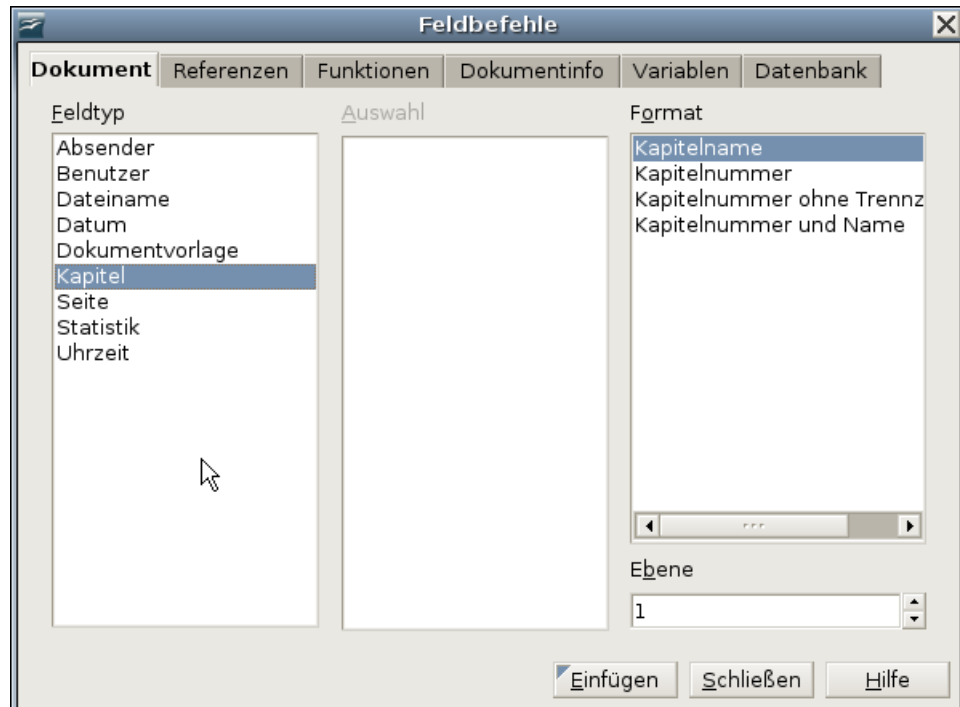 Feldbefehle
Dokument Referenzen Funktionen Dokumentinfo Variablen Datenbank
Feldtyp
Absender
Benutzer
Dateiname
Datum
Dokumentvorlage
Kapitel
Seite
Statistik
Uhrzeit
Auswahl
Format
Kapitelname
Kapitelnummer
Kapitelnummer ohne Trennz
Kapitelnummer und Name
Ebene
1
Einfügen Schließen Hilfe